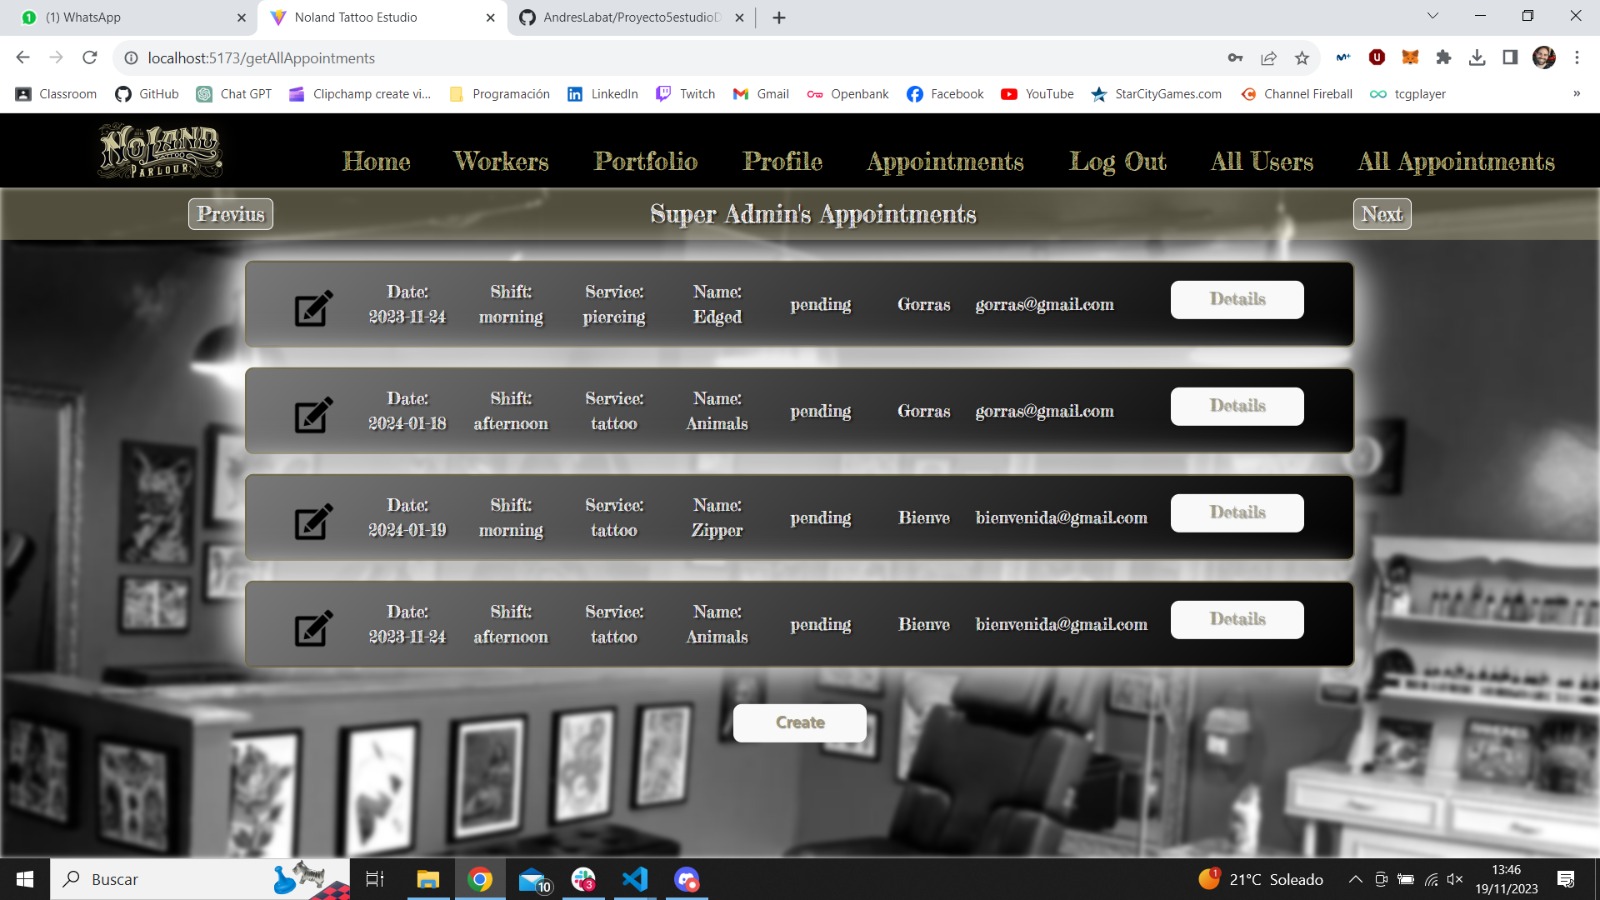 (1) WhatsApp
Noland Tattoo Estudio
AndresLabat/Proyecto5estudioD
localhost:5173/getAllAppointments
Classroom GitHub Chat GPT Clipchamp create vi... Programación LinkedIn Twitch Gmail Openbank Facebook YouTube StarCityGames.com Channel Fireball tcgplayer »
NOLAND
TATTOO
PARLOUR
Home Workers Portfolio Profile Appointments Log Out All Users All Appointments
Previus Super Admin's Appointments Next
Date: Shift: Service: Name:
2023-11-24 morning piercing Edged pending Gorras gorras@gmail.com Details
Date: Shift: Service: Name:
2024-01-18 afternoon tattoo Animals pending Gorras gorras@gmail.com Details
Date: Shift: Service: Name:
2024-01-19 morning tattoo Zipper pending Bienve bienvenida@gmail.com Details
Date: Shift: Service: Name:
2023-11-24 afternoon tattoo Animals pending Bienve bienvenida@gmail.com Details
Create
Buscar
10
3
1
21°C Soleado
13:46
19/11/2023